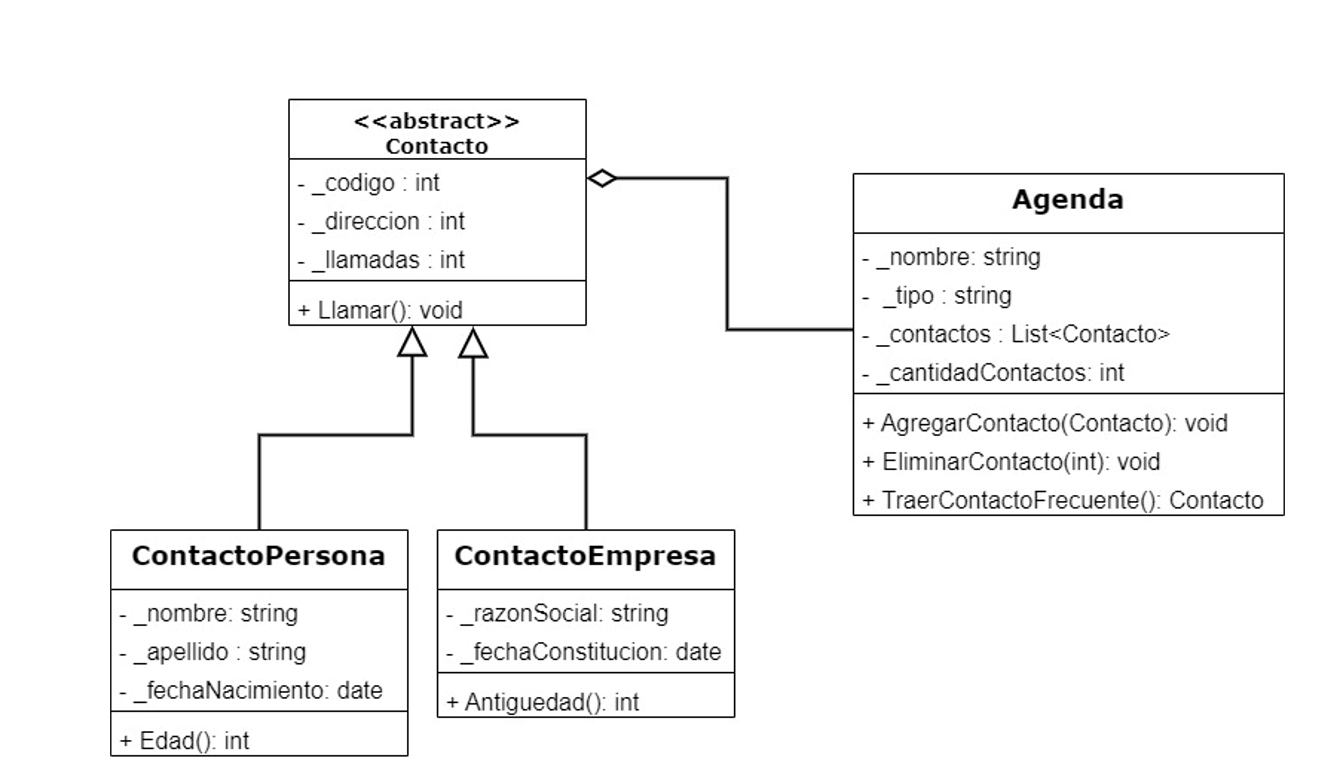 <<abstract>>
Contacto
- _codigo : int
- _direccion : int
- _llamadas : int
+ Llamar(): void
Agenda
- _nombre: string
- _tipo : string
- _contactos : List<Contacto>
- _cantidadContactos: int
+ AgregarContacto(Contacto): void
+ EliminarContacto(int): void
+ TraerContactoFrecuente(): Contacto
ContactoPersona
- _nombre: string
- _apellido : string
- _fechaNacimiento: date
+ Edad(): int
ContactoEmpresa
- _razonSocial: string
- _fechaConstitucion: date
+ Antiguedad(): int